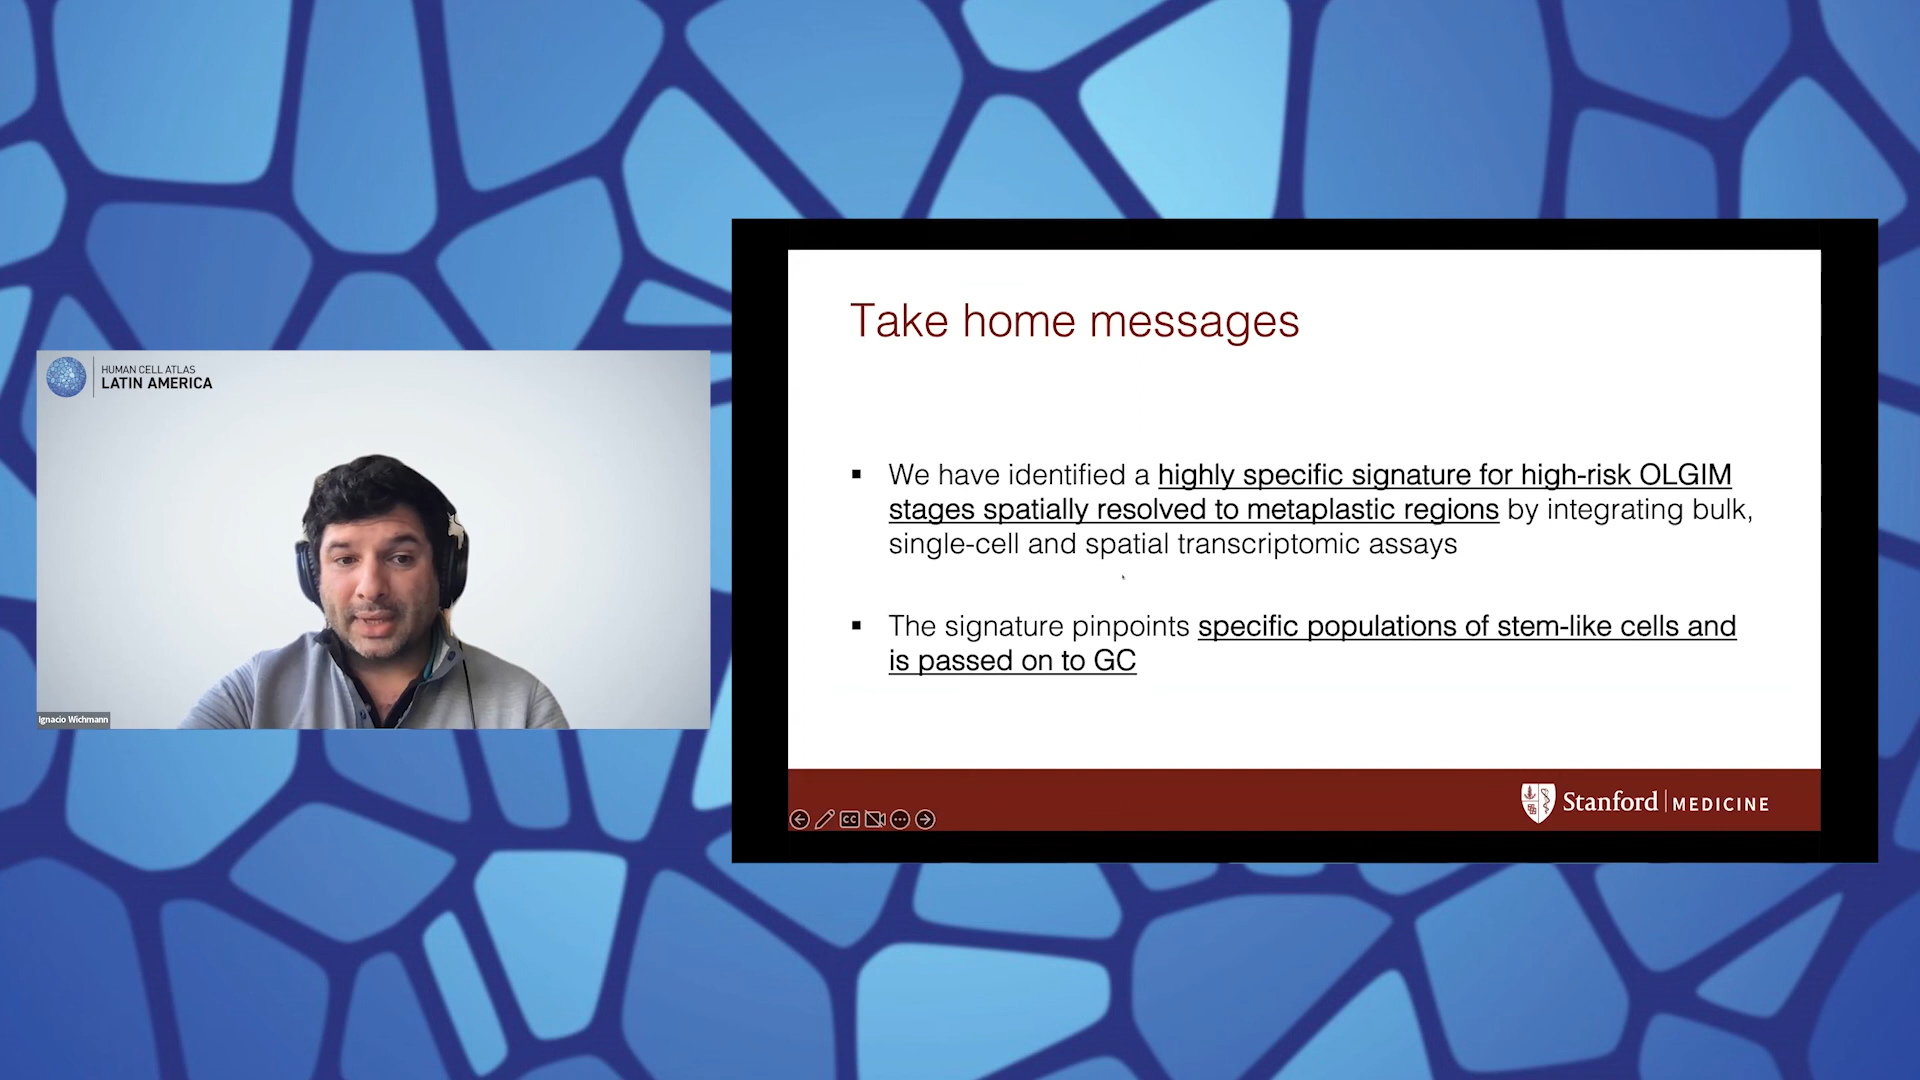 HUMAN CELL ATLAS
LATIN AMERICA
Ignacio Wichmann
Take home messages
▪ We have identified a highly specific signature for high-risk OLGIM
stages spatially resolved to metaplastic regions by integrating bulk,
single-cell and spatial transcriptomic assays
▪ The signature pinpoints specific populations of stem-like cells and
is passed on to GC
CC
Stanford MEDICINE